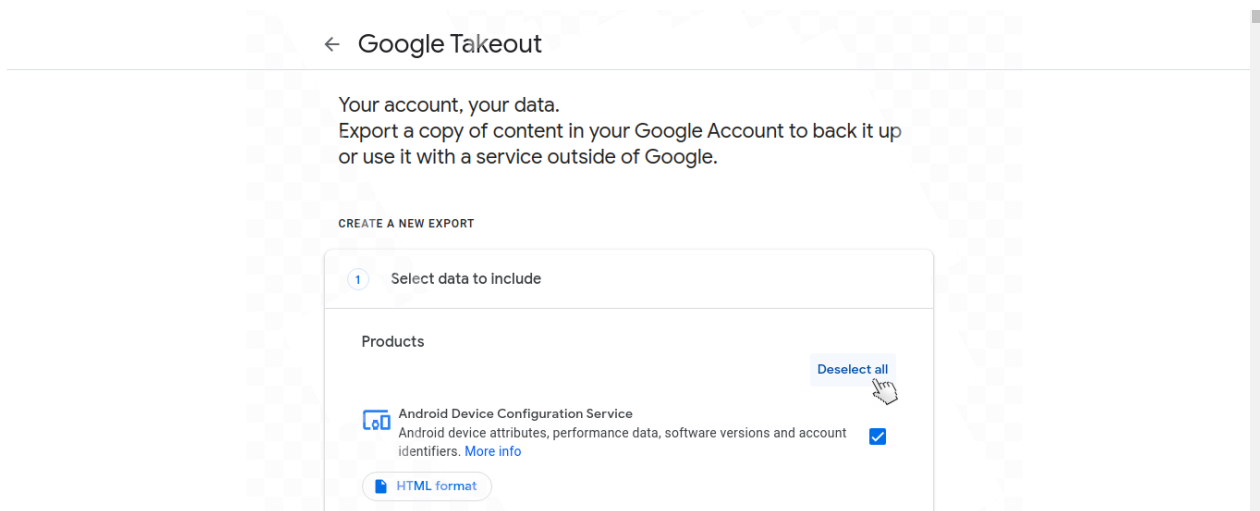 Google Takeout
Your account, your data.
Export a copy of content in your Google Account to back it up
or use it with a service outside of Google.
CREATE A NEW EXPORT
1 Select data to include
Products
Deselect all
Android Device Configuration Service
Android device attributes, performance data, software versions and account
identifiers. More info
HTML format